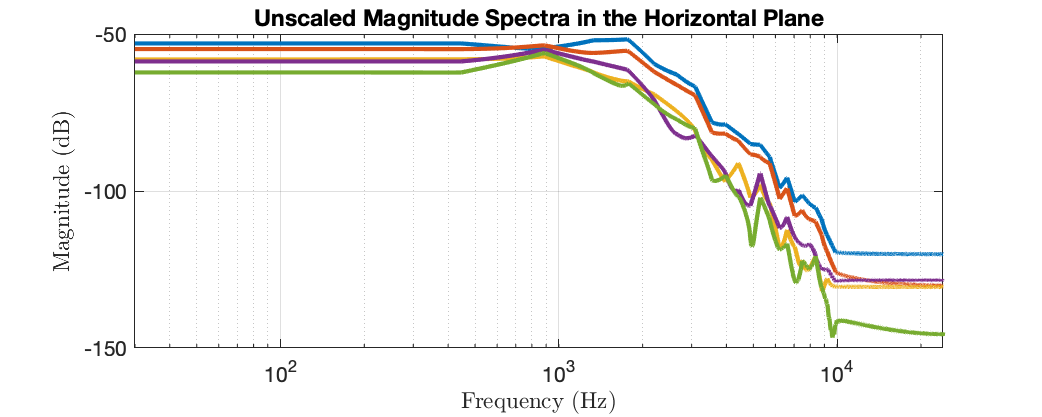 Unscaled Magnitude Spectra in the Horizontal Plane
-50
-100
-150
Magnitude (dB)
10^2
10^3
10^4
Frequency (Hz)